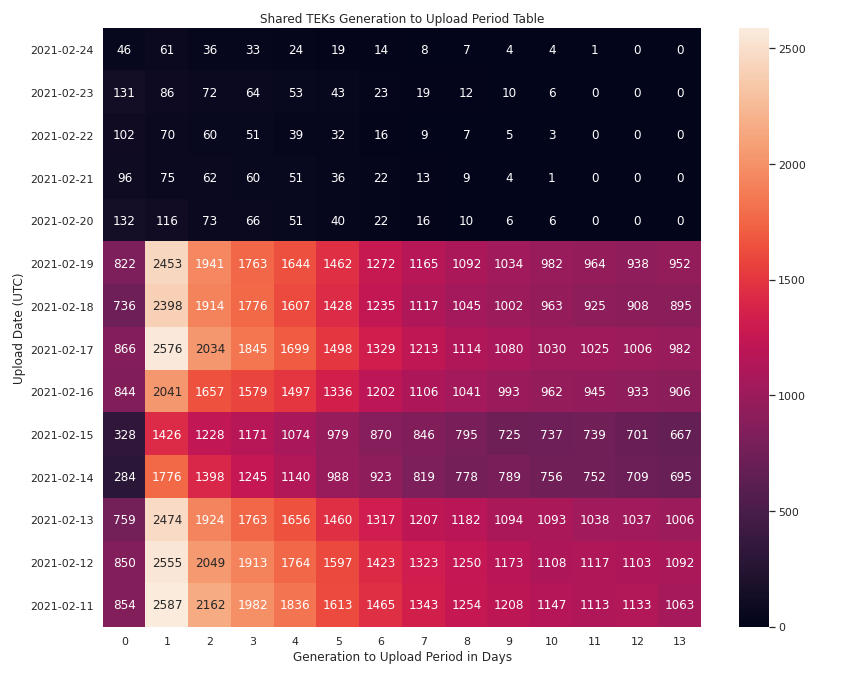 Shared TEKs Generation to Upload Period Table
Upload Date (UTC)
2021-02-24 46 61 36 33 24 19 14 8 7 4 4 1 0 0
2021-02-23 131 86 72 64 53 43 23 19 12 10 6 0 0 0
2021-02-22 102 70 60 51 39 32 16 9 7 5 3 0 0 0
2021-02-21 96 75 62 60 51 36 22 13 9 4 1 0 0 0
2021-02-20 132 116 73 66 51 40 22 16 10 6 6 0 0 0
2021-02-19 822 2453 1941 1763 1644 1462 1272 1165 1092 1034 982 964 938 952
2021-02-18 736 2398 1914 1776 1607 1428 1235 1117 1045 1002 963 925 908 895
2021-02-17 866 2576 2034 1845 1699 1498 1329 1213 1114 1080 1030 1025 1006 982
2021-02-16 844 2041 1657 1579 1497 1336 1202 1106 1041 993 962 945 933 906
2021-02-15 328 1426 1228 1171 1074 979 870 846 795 725 737 739 701 667
2021-02-14 284 1776 1398 1245 1140 988 923 819 778 789 756 752 709 695
2021-02-13 759 2474 1924 1763 1656 1460 1317 1207 1182 1094 1093 1038 1037 1006
2021-02-12 850 2555 2049 1913 1764 1597 1423 1323 1250 1173 1108 1117 1103 1092
2021-02-11 854 2587 2162 1982 1836 1613 1465 1343 1254 1208 1147 1113 1133 1063
0 1 2 3 4 5 6 7 8 9 10 11 12 13
Generation to Upload Period in Days
2500
2000
1500
1000
500
0